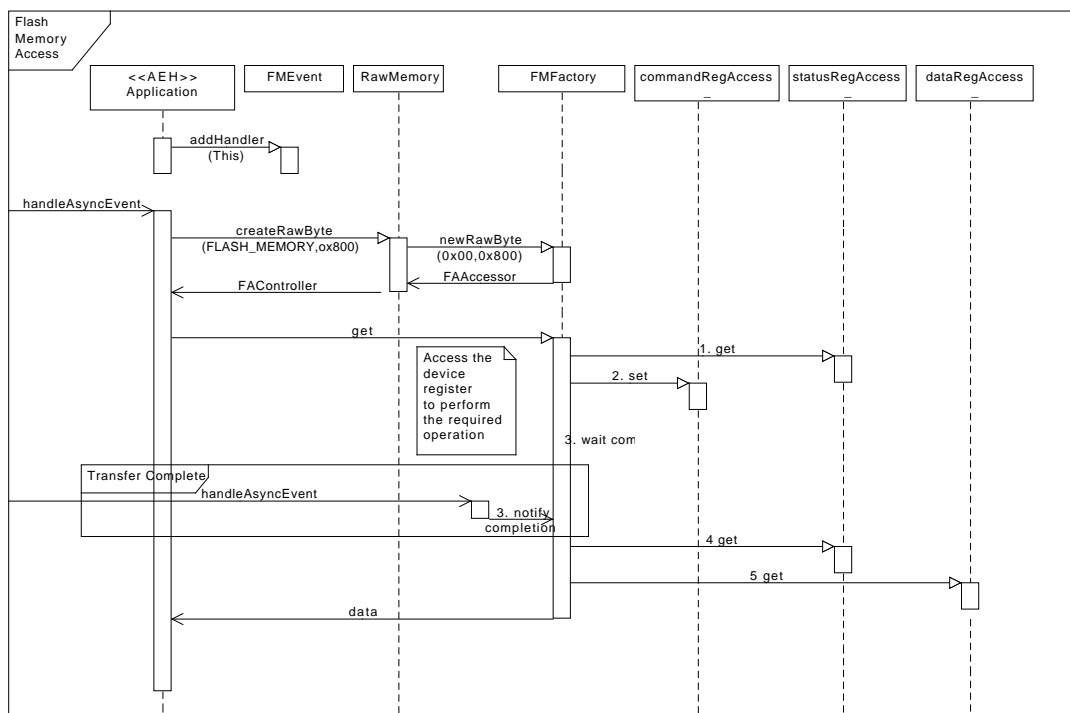 Flash
Memory
Access
<<AEH>>
Application
FMEvent
RawMemory
FMFactory
commandRegAccess
_
statusRegAccess
_
dataRegAccess
_
addHandler
(This)
handleAsyncEvent
createRawByte
(FLASH_MEMORY,ox800)
newRawByte
(0x00,0x800)
FAAccessor
FAController
get
Access the
device
register
to perform
the required
operation
1. get
2. set
3. wait com
Transfer Complete
handleAsyncEvent
3. notify
completion
4 get
5 get
data